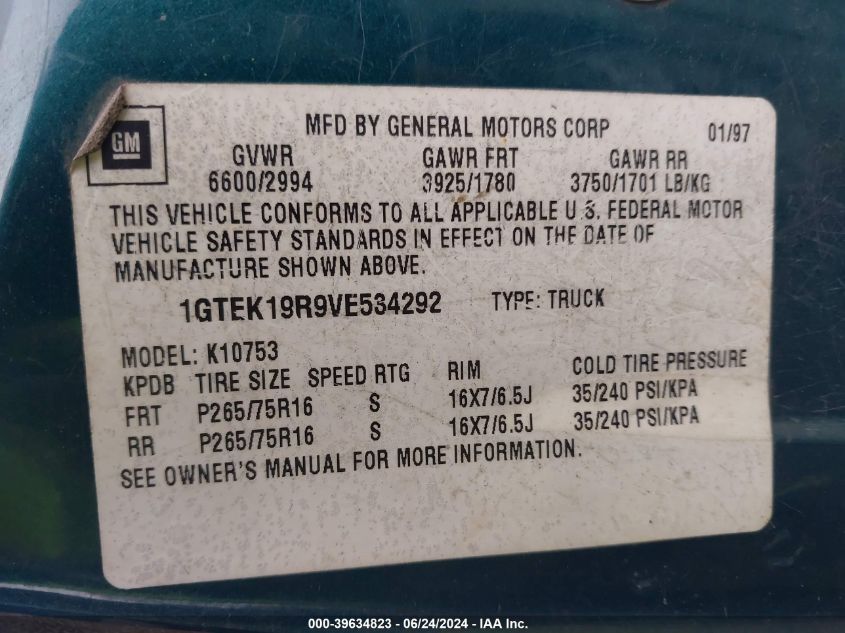 GM
MFD BY GENERAL MOTORS CORP 01/97
GVWR GAWR FRT GAWR RR
6600/2994 3925/1780 3750/1701 LB/KG
THIS VEHICLE CONFORMS TO ALL APPLICABLE U.S. FEDERAL MOTOR
VEHICLE SAFETY STANDARDS IN EFFECT ON THE DATE OF
MANUFACTURE SHOWN ABOVE.
1GTEK19R9VE534292 TYPE: TRUCK
MODEL: K10753
KPDB TIRE SIZE SPEED RTG RIM COLD TIRE PRESSURE
FRT P265/75R16 S 16X7/6.5J 35/240 PSI/KPA
RR P265/75R16 S 16X7/6.5J 35/240 PSI/KPA
SEE OWNER'S MANUAL FOR MORE INFORMATION.
000-39634823 - 06/24/2024 - IAA Inc.